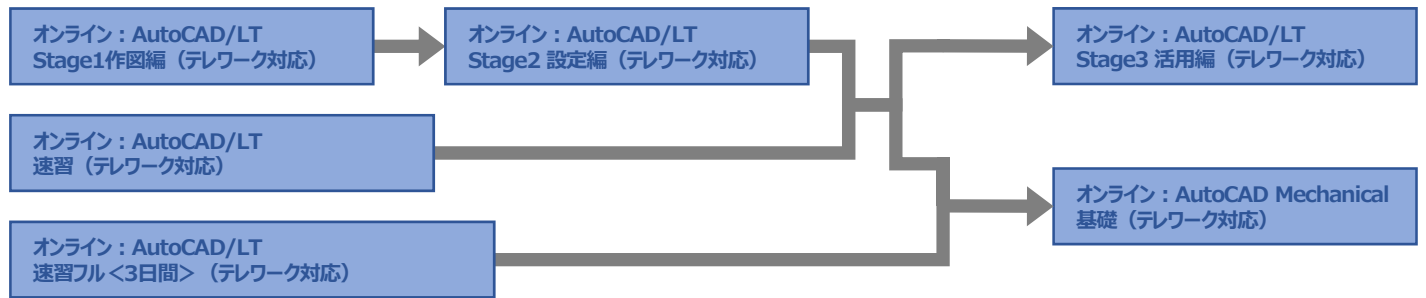 オンライン：AutoCAD/LT
Stage1作図編（テレワーク対応）
オンライン：AutoCAD/LT
Stage2 設定編（テレワーク対応）
オンライン：AutoCAD/LT
Stage3 活用編（テレワーク対応）
オンライン：AutoCAD/LT
速習（テレワーク対応）
オンライン：AutoCAD Mechanical
基礎（テレワーク対応）
オンライン：AutoCAD/LT
速習フル<3日間>（テレワーク対応）